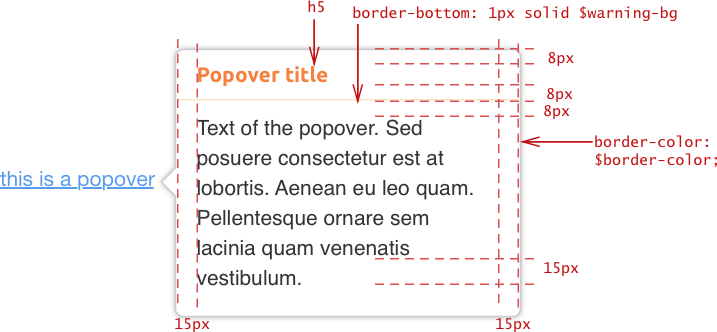 h5
border-bottom: 1px solid $warning-bg
8px
Popover title
8px
8px
Text of the popover. Sed
posuere consectetur est at
lobortis. Aenean eu leo quam.
Pellentesque ornare sem
lacinia quam venenatis
vestibulum.
border-color:
$border-color;
this is a popover
15px
15px
15px